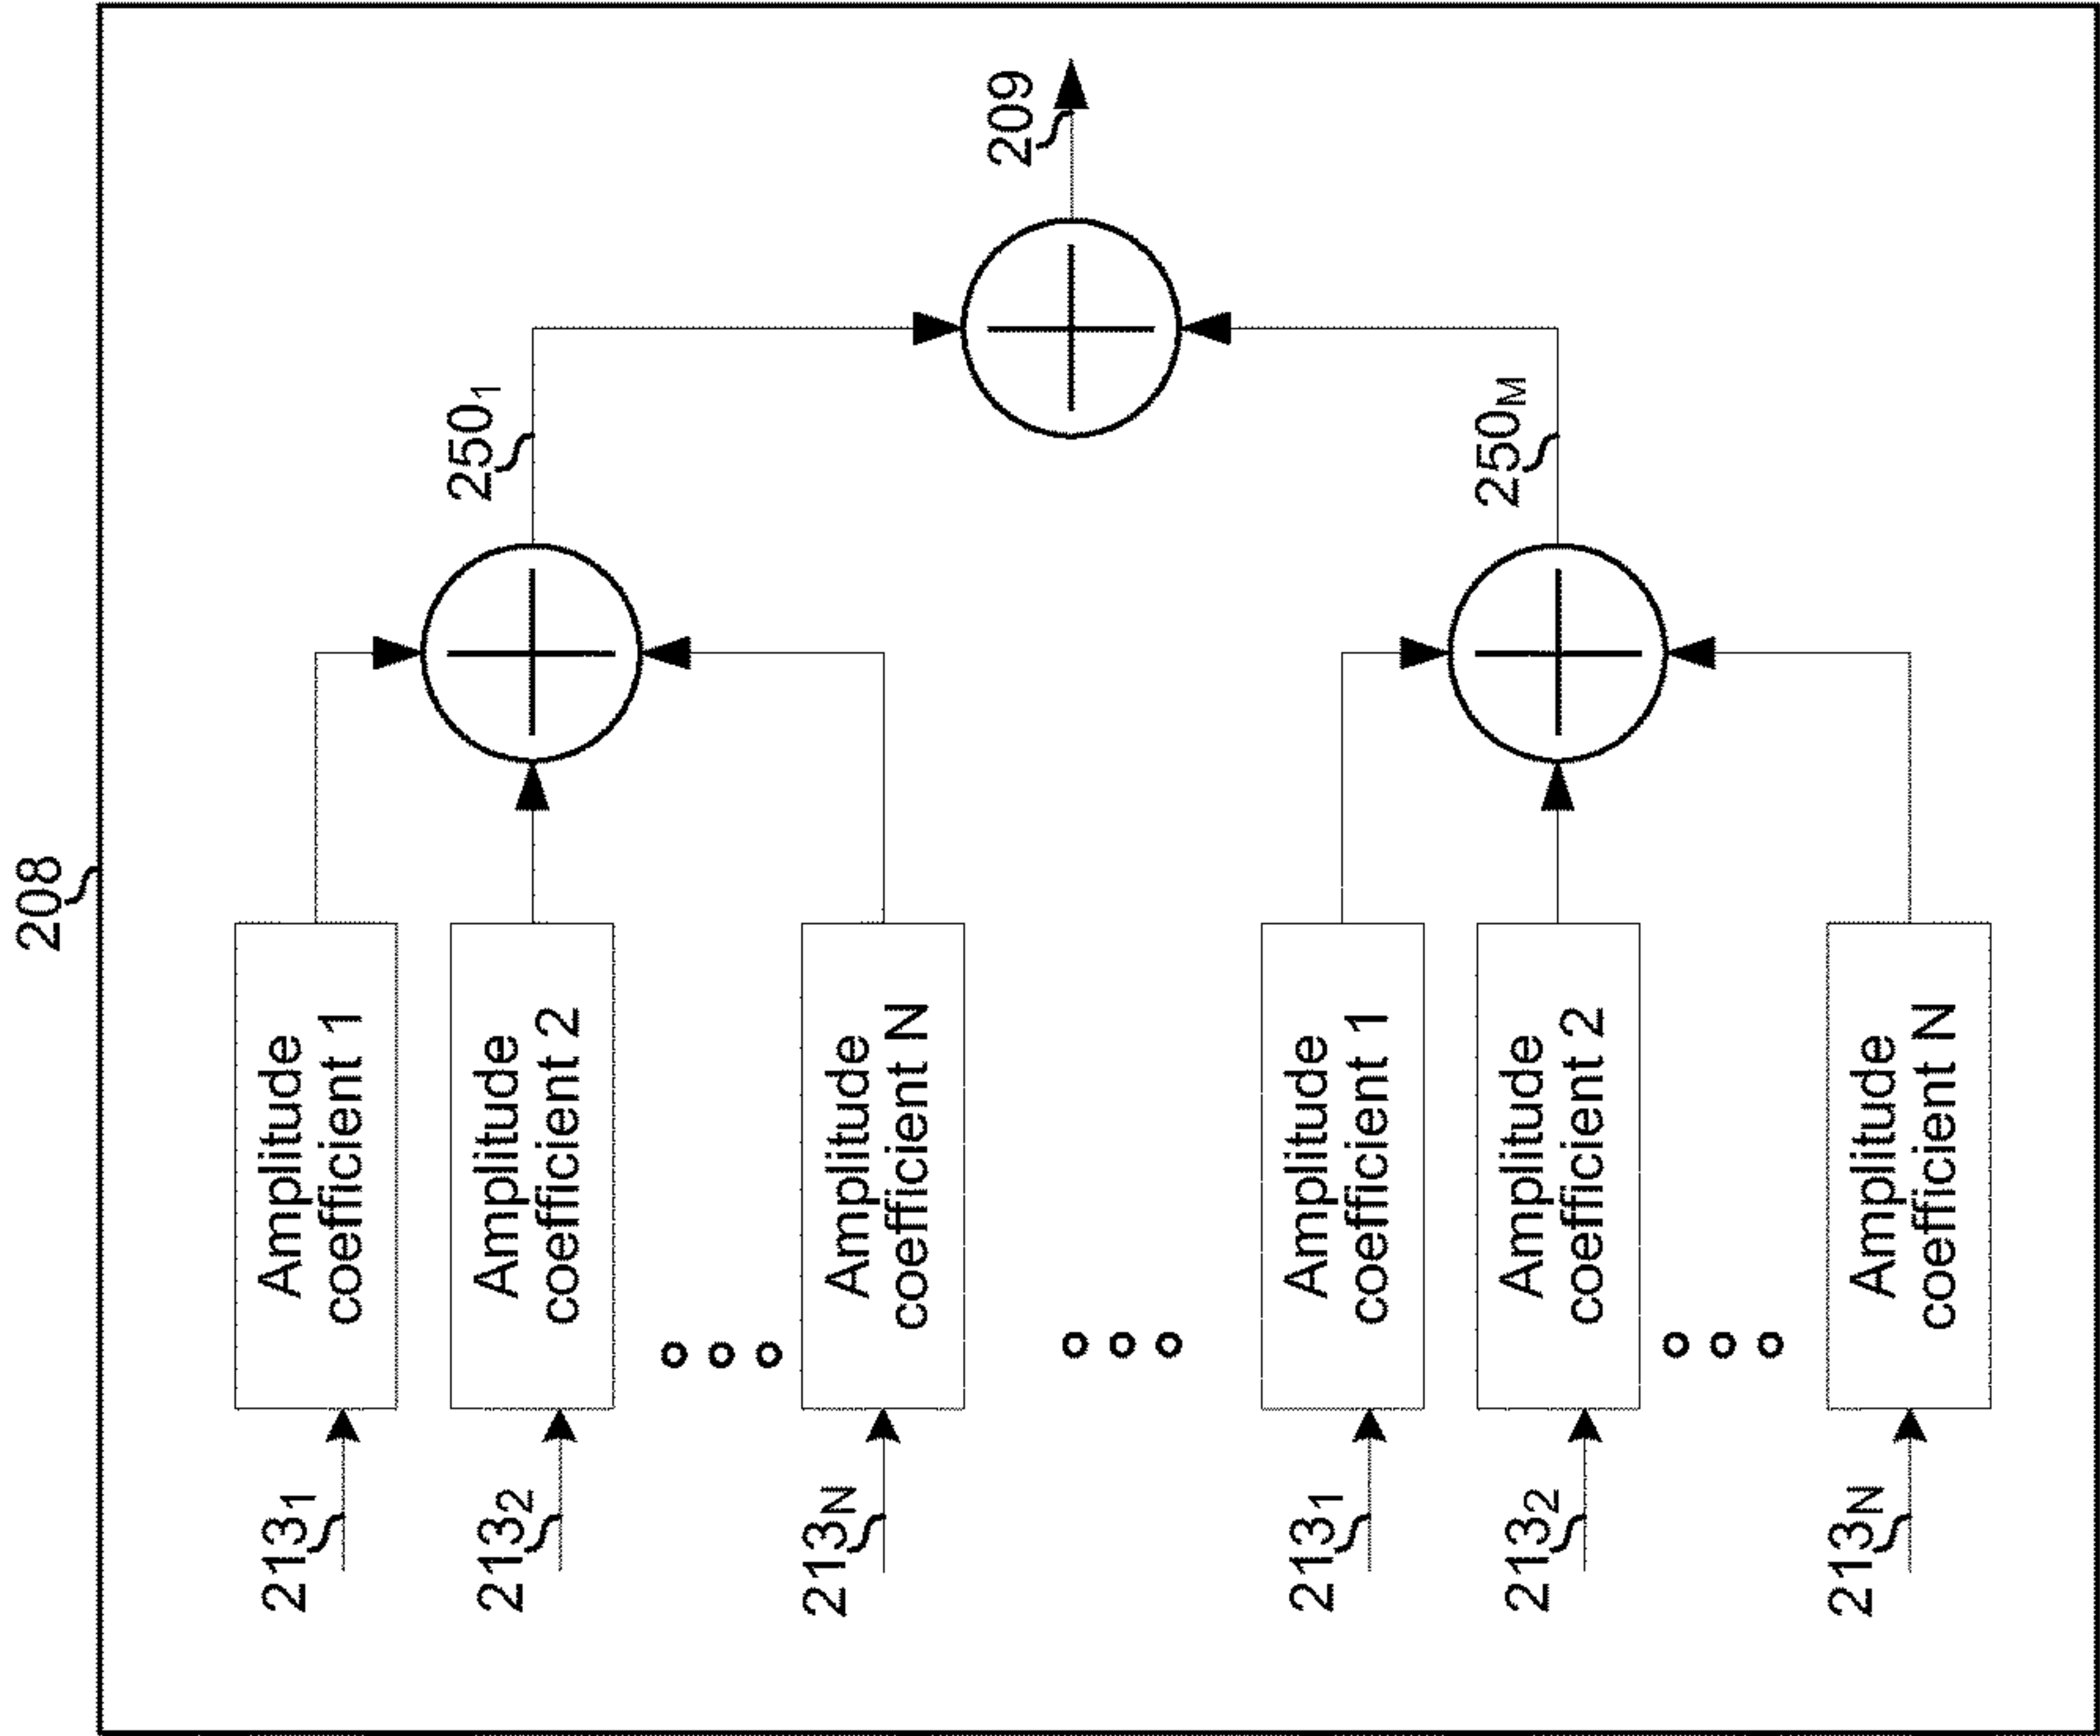 208
213₁
Amplitude
coefficient 1
213₂
Amplitude
coefficient 2
213N
Amplitude
coefficient N
250₁
209
213₁
Amplitude
coefficient 1
213₂
Amplitude
coefficient 2
213N
Amplitude
coefficient N
250M